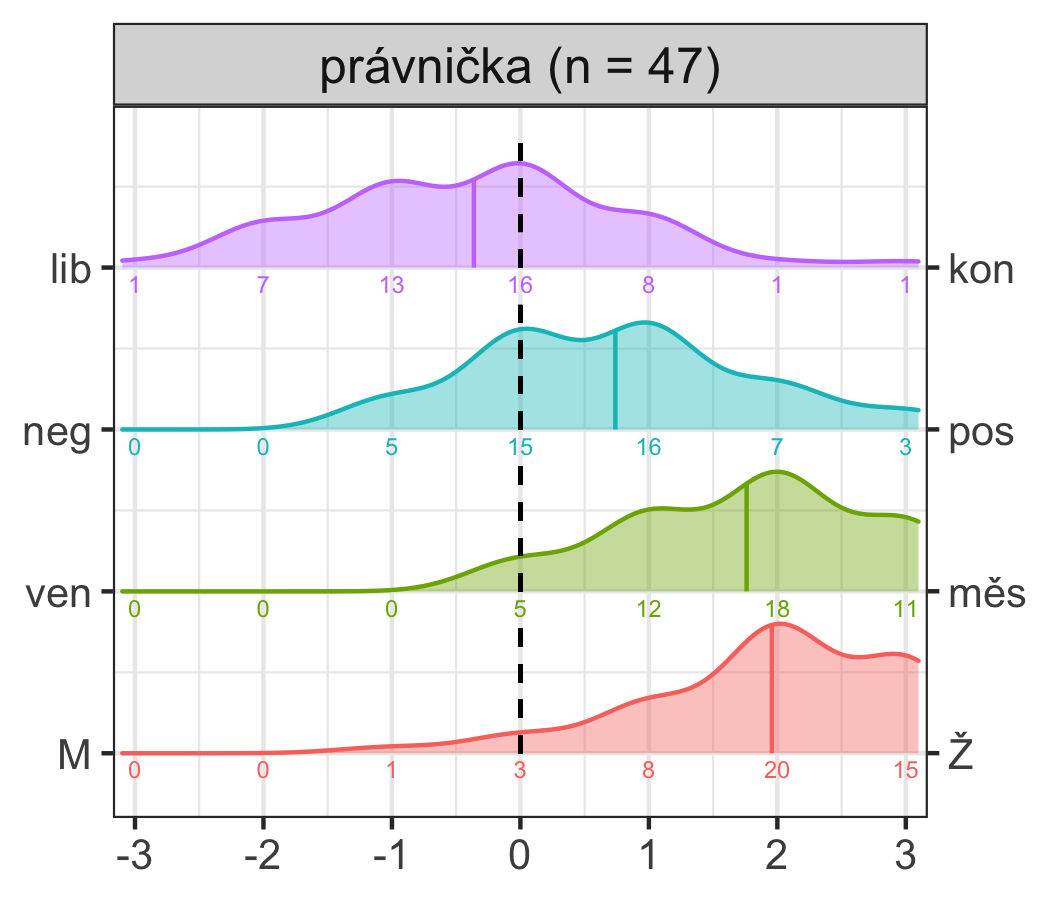 právnička (n = 47)
lib kon
1 7 13 16 8 1 1
neg pos
0 0 5 15 16 7 3
ven měs
0 0 0 5 12 18 11
M Ž
0 0 1 3 8 20 15
-3 -2 -1 0 1 2 3